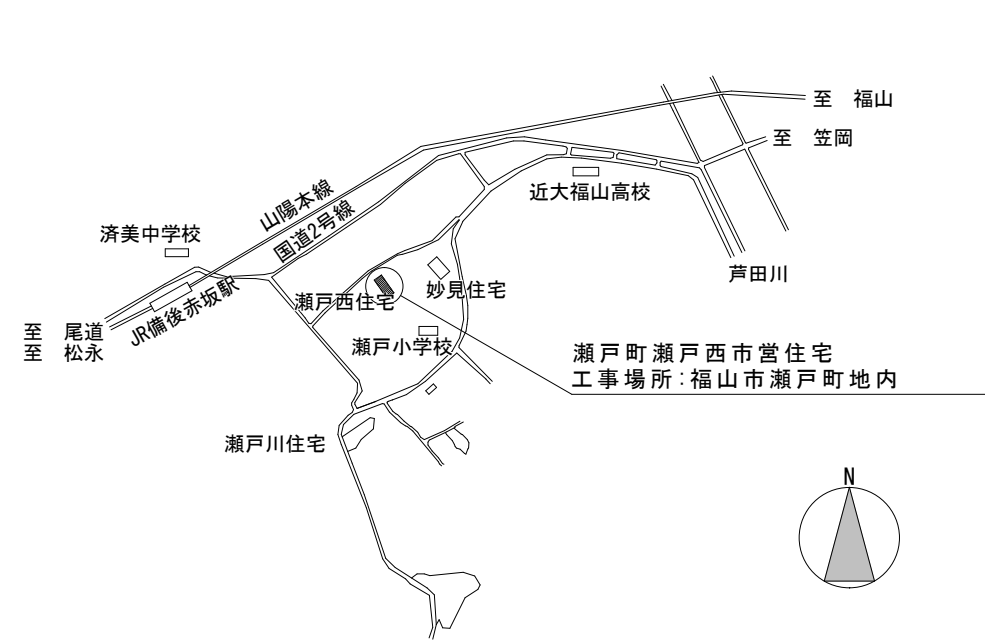 至　福山
至　笠岡
近大福山高校
山陽本線
国道2号線
済美中学校
芦田川
JR備後赤坂駅
妙見住宅
瀬戸西住宅
至　尾道
至　松永
瀬戸小学校
瀬戸町瀬戸西市営住宅
工事場所：福山市瀬戸町地内
瀬戸川住宅
N